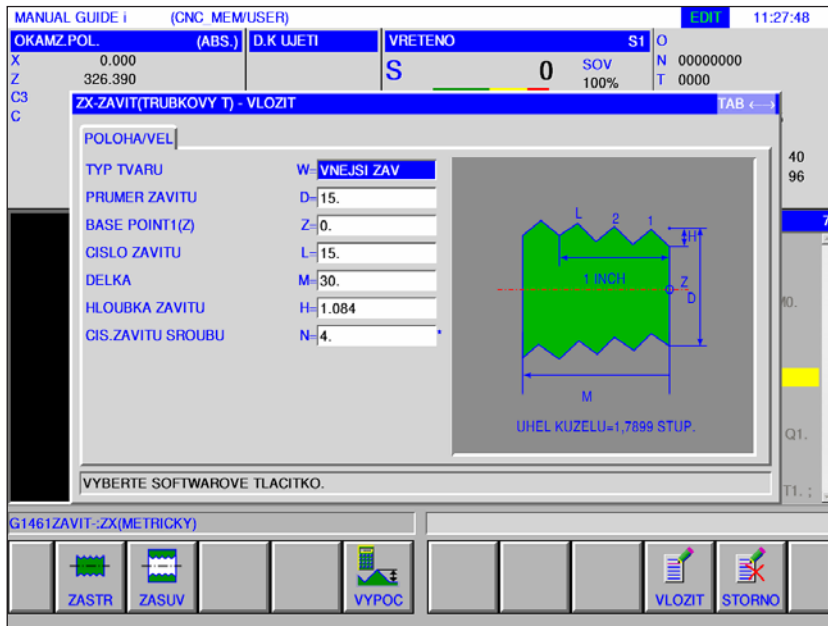 MANUAL GUIDE i (CNC_MEM/USER) EDIT 11:27:48
OKAMZ.POL. (ABS.) D.K UJETI VRETENO S1 O
X 0.000 S 0 SOV N 00000000
Z 326.390 100% T 0000
C3
C
ZX-ZAVIT(TRUBKOVY T) - VLOZIT TAB ←→
POLOHA/VEL
40
96
TYP TVARU W= VNEJSI ZAV
PRUMER ZAVITU D= 15.
BASE POINT1(Z) Z= 0.
CISLO ZAVITU L= 15.
DELKA M= 30.
HLOUBKA ZAVITU H= 1.084
CIS.ZAVITU SROUBU N= 4. *
L 2 1
H
1 INCH Z
D
M
UHEL KUZELU=1,7899 STUP.
7
M0.
Q1.
T1. ;
VYBERTE SOFTWAROVE TLACITKO.
G1461ZAVIT-:ZX(METRICKY)
ZASTR ZASUV VYPOC VLOZIT STORNO